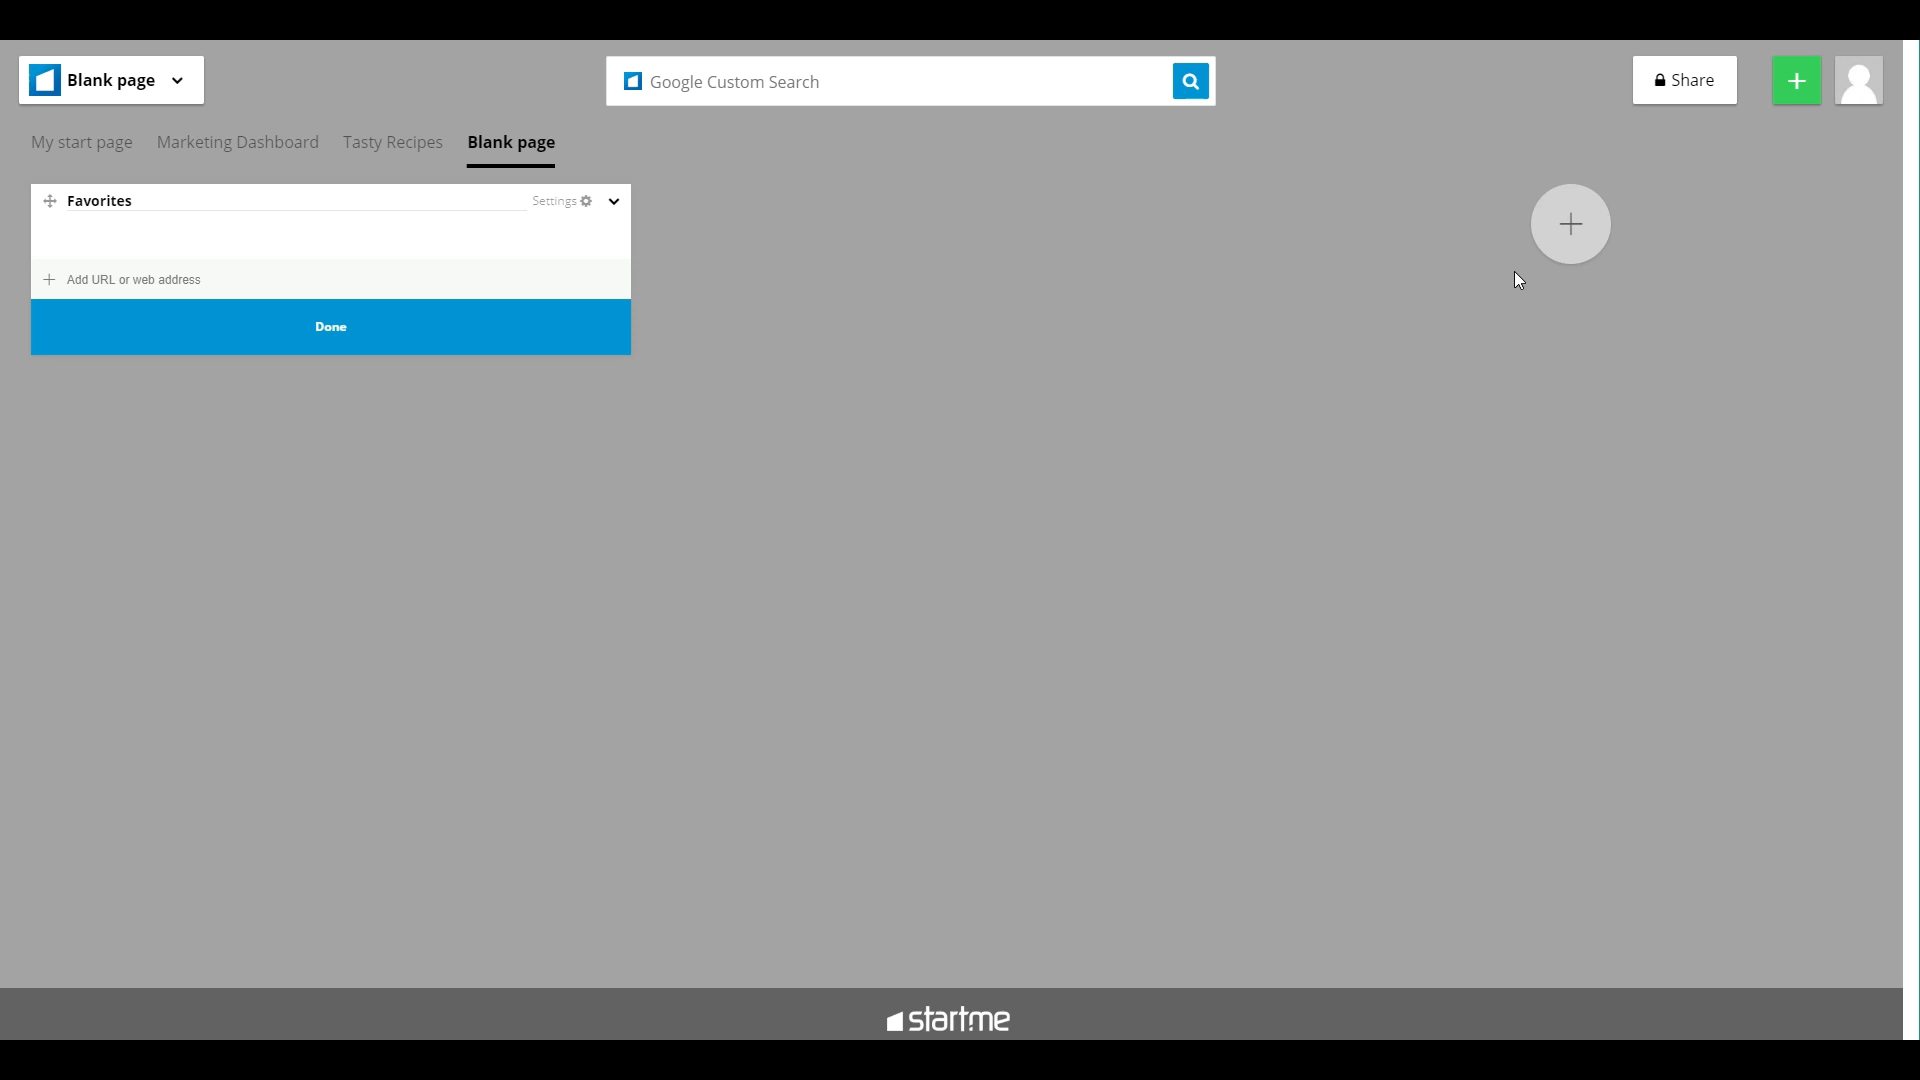 Blank page
Google Custom Search
Share
My start page
Marketing Dashboard
Tasty Recipes
Blank page
Favorites
Settings
Add URL or web address
Done
startme